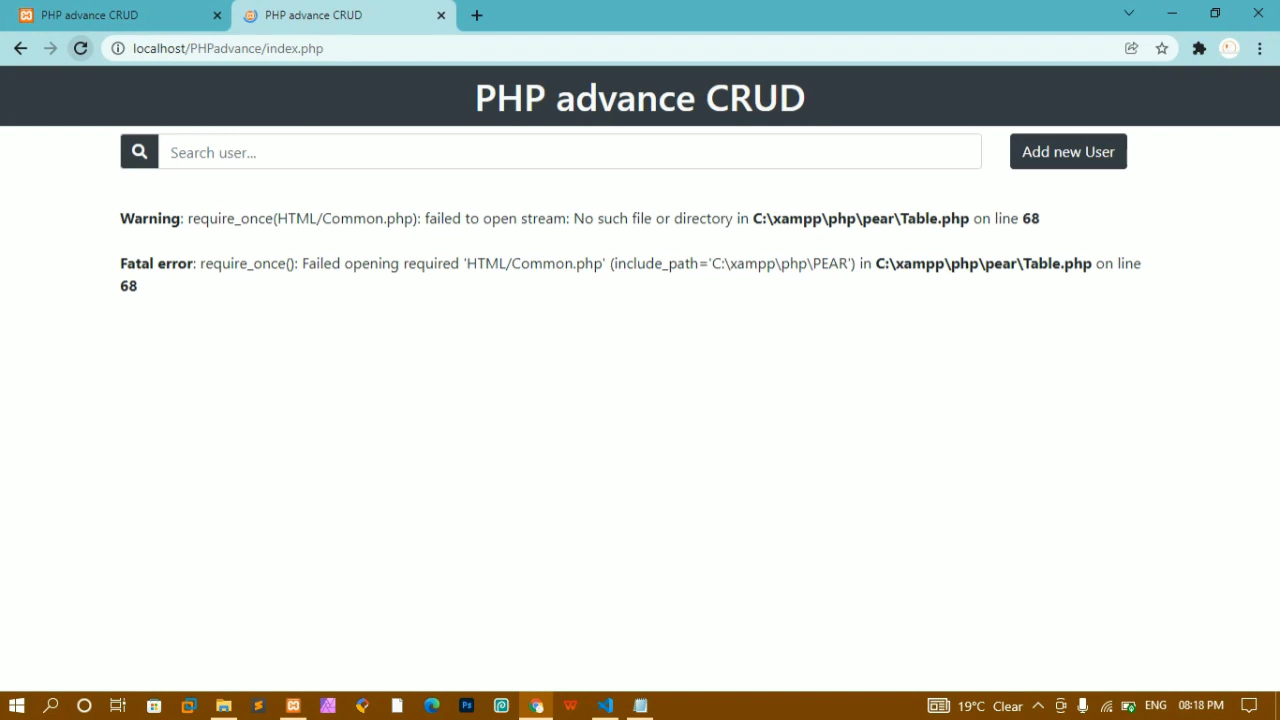 PHP advance CRUD
PHP advance CRUD
localhost/PHPadvance/index.php
PHP advance CRUD
Search user...
Add new User
Warning: require_once(HTML/Common.php): failed to open stream: No such file or directory in C:\xampp\php\pear\Table.php on line 68
Fatal error: require_once(): Failed opening required 'HTML/Common.php' (include_path='C:\xampp\php\PEAR') in C:\xampp\php\pear\Table.php on line
68
Ps
19°C Clear
ENG
08:18 PM